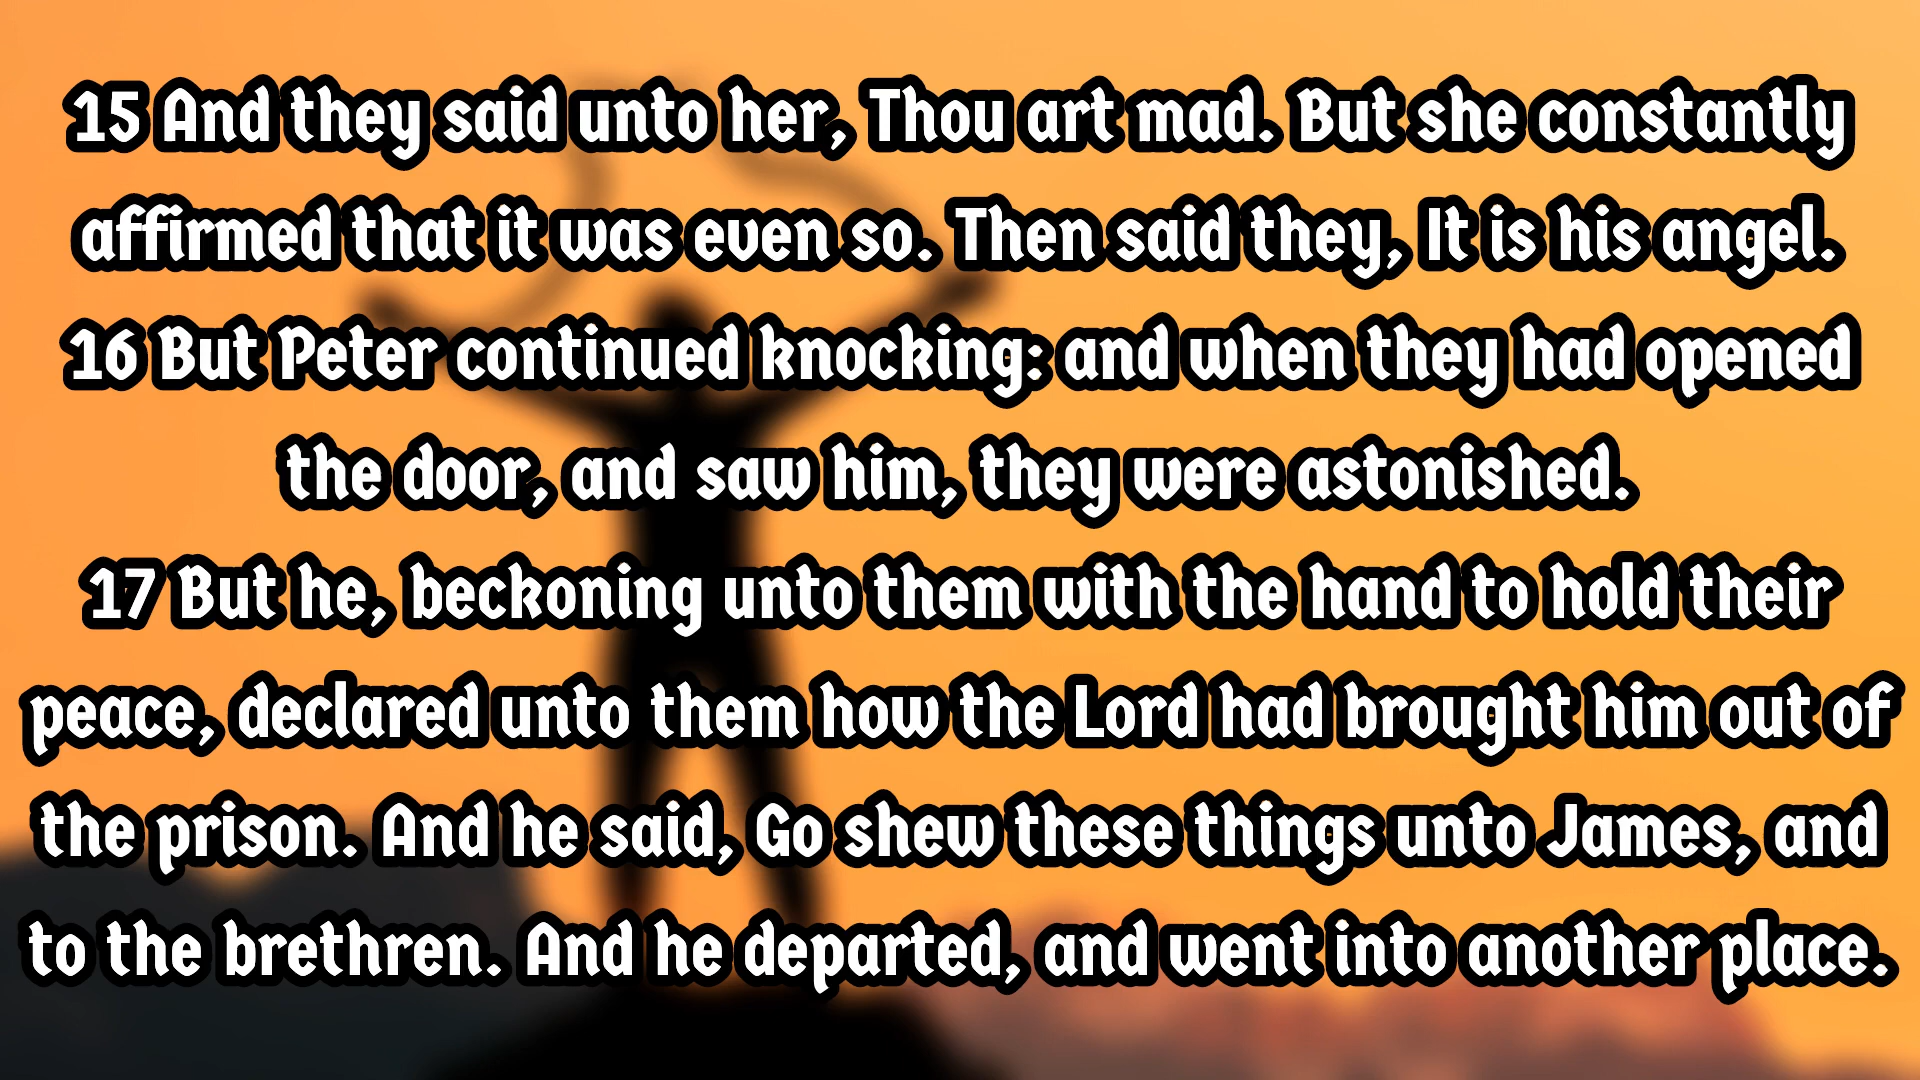 15 And they said unto her, Thou art mad. But she constantly
affirmed that it was even so. Then said they, It is his angel.
16 But Peter continued knocking: and when they had opened
the door, and saw him, they were astonished.
17 But he, beckoning unto them with the hand to hold their
peace, declared unto them how the Lord had brought him out of
the prison. And he said, Go shew these things unto James, and
to the brethren. And he departed, and went into another place.